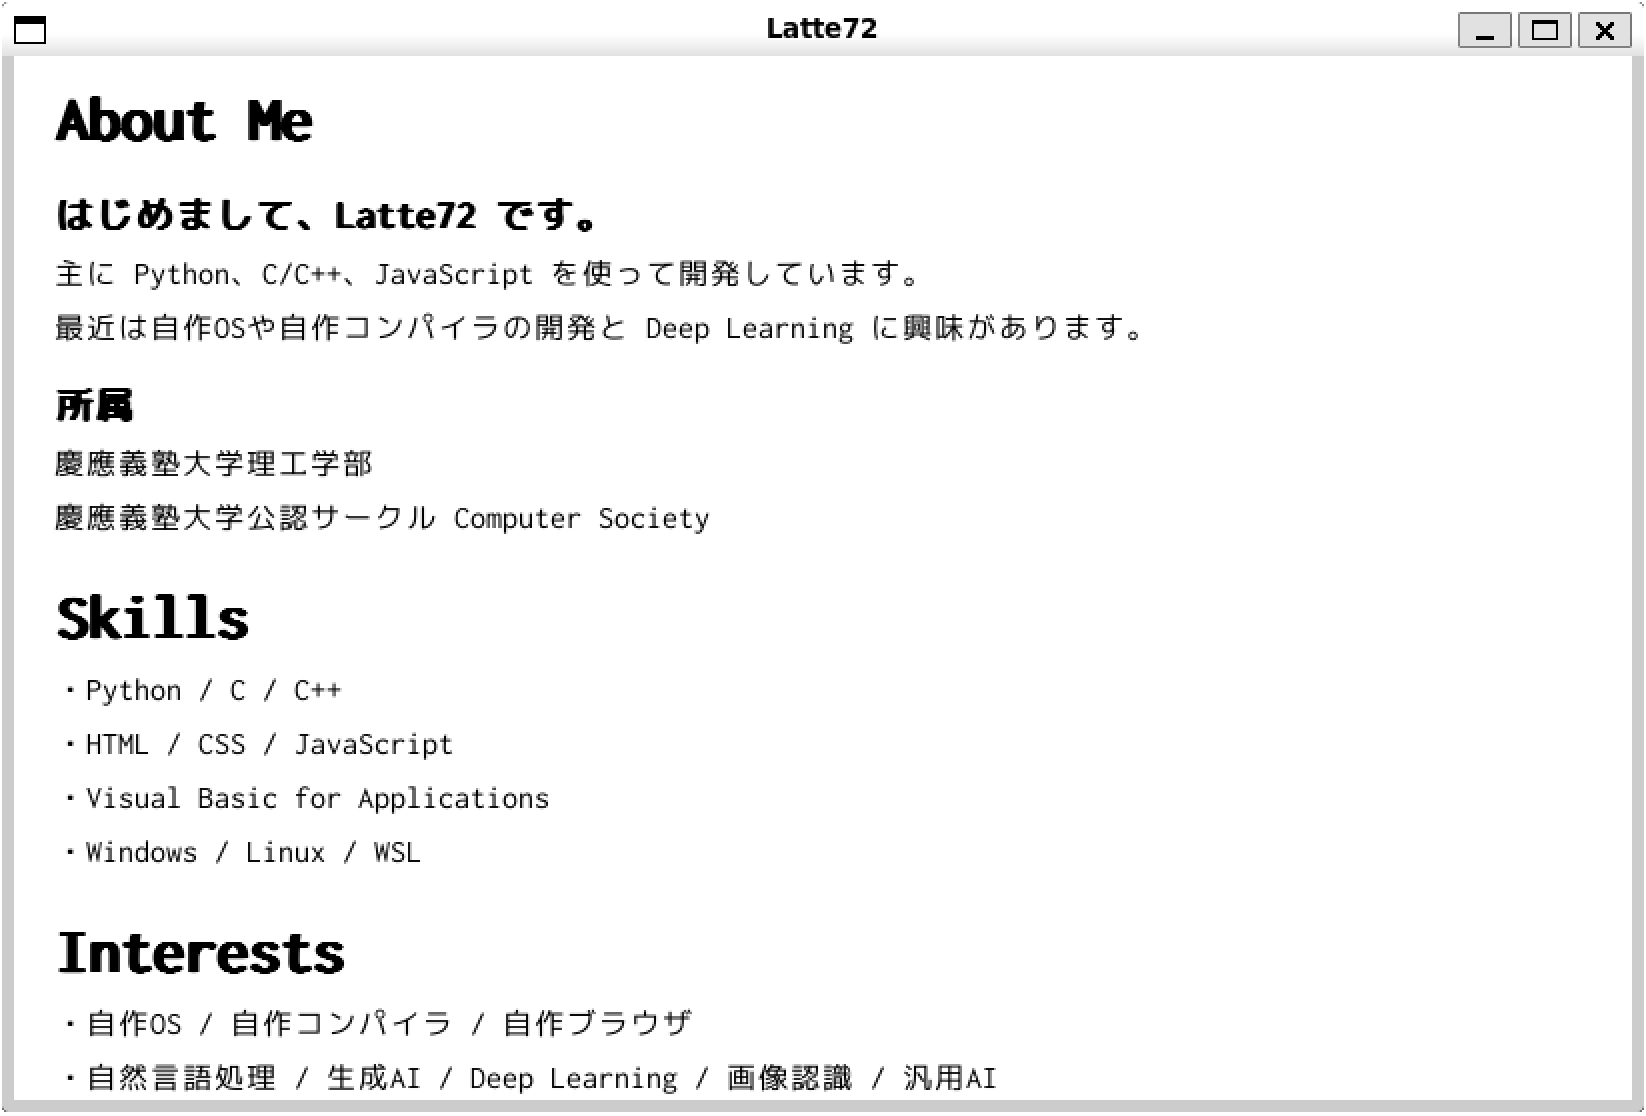 Latte72
About Me
はじめまして、Latte72 です。
主に Python、C/C++、JavaScript を使って開発しています。
最近は自作OSや自作コンパイラの開発と Deep Learning に興味があります。
所属
慶應義塾大学理工学部
慶應義塾大学公認サークル Computer Society
Skills
・Python / C / C++
・HTML / CSS / JavaScript
・Visual Basic for Applications
・Windows / Linux / WSL
Interests
・自作OS / 自作コンパイラ / 自作ブラウザ
・自然言語処理 / 生成AI / Deep Learning / 画像認識 / 汎用AI